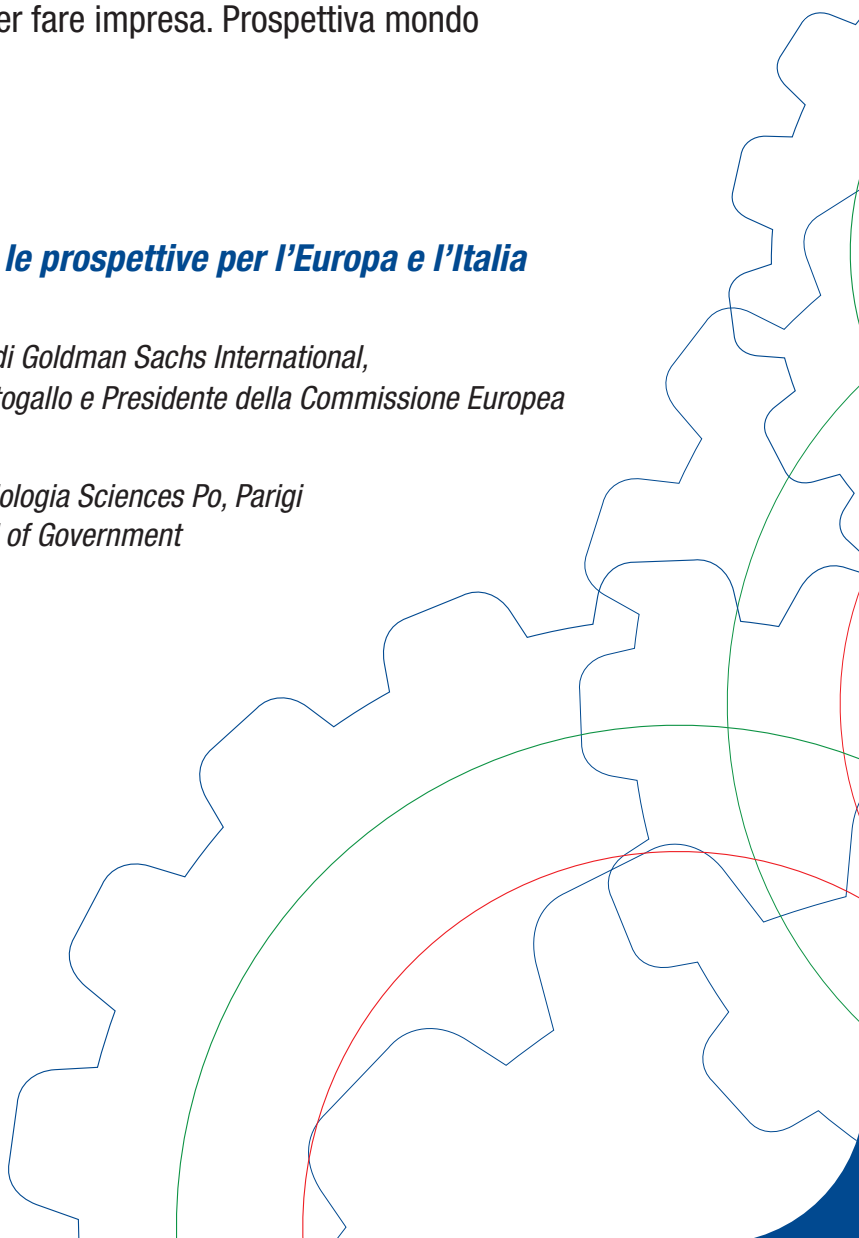 er fare impresa. Prospettiva mondo
le prospettive per l’Europa e l’Italia
di Goldman Sachs International,
togallo e Presidente della Commissione Europea
iologia Sciences Po, Parigi
of Government